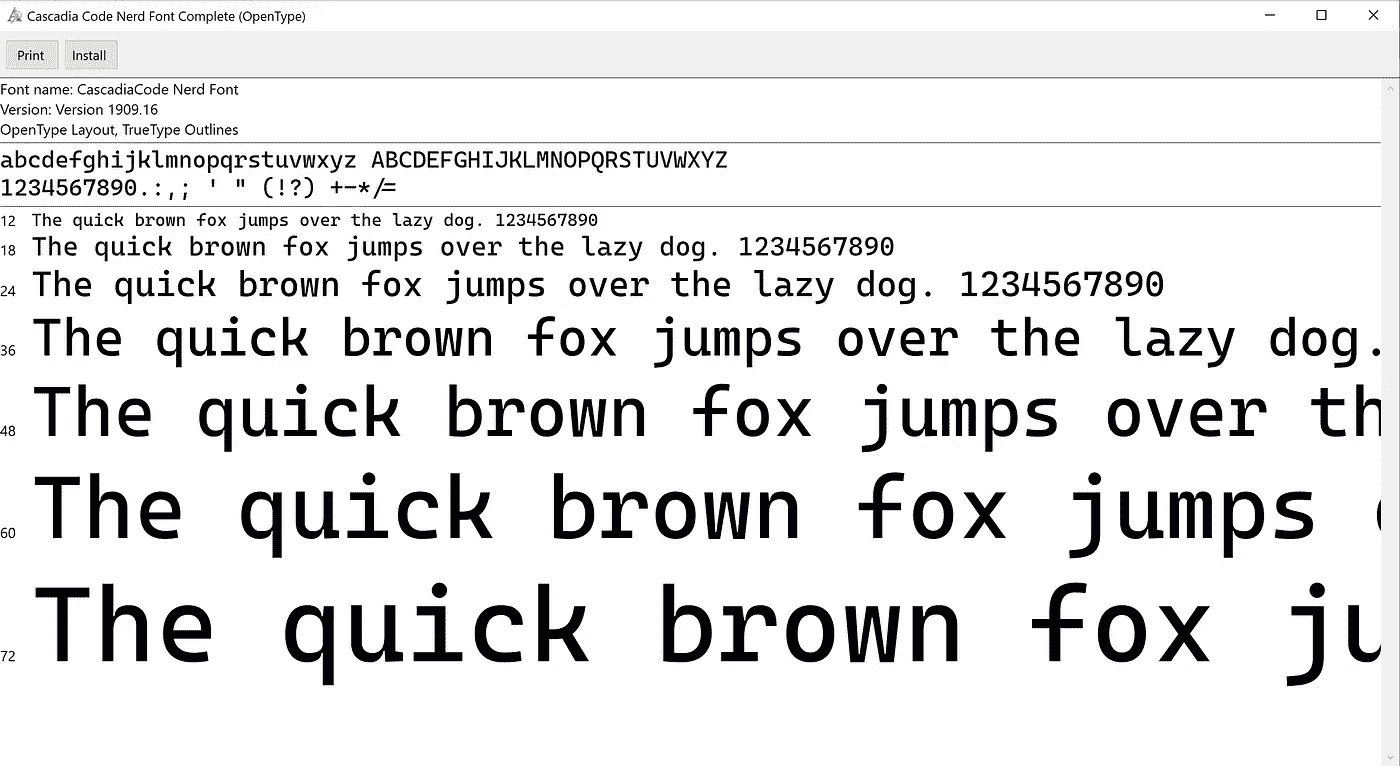 Cascadia Code Nerd Font Complete (OpenType)
Print Install
Font name: CascadiaCode Nerd Font
Version: Version 1909.16
OpenType Layout, TrueType Outlines
abcdefghijklmnopqrstuvwxyz ABCDEFGHIJKLMNOPQRSTUVWXYZ
1234567890.:,; ' " (!?) +-*/=
12 The quick brown fox jumps over the lazy dog. 1234567890
18 The quick brown fox jumps over the lazy dog. 1234567890
24 The quick brown fox jumps over the lazy dog. 1234567890
36 The quick brown fox jumps over the lazy dog.
48 The quick brown fox jumps over th
60 The quick brown fox jumps
72 The quick brown fox ju